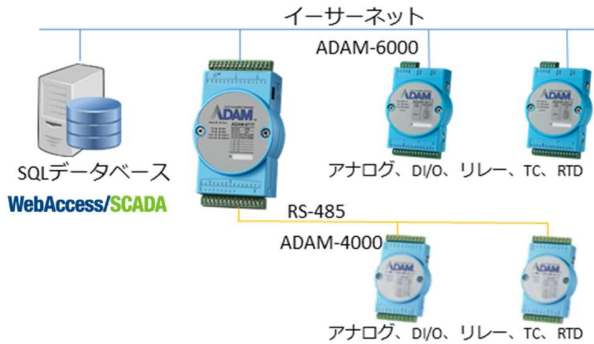 イーサーネット
ADAM-6000
ADAM
SQLデータベース
WebAccess/SCADA
アナログ、DI/O、リレー、TC、RTD
RS-485
ADAM-4000
アナログ、DI/O、リレー、TC、RTD